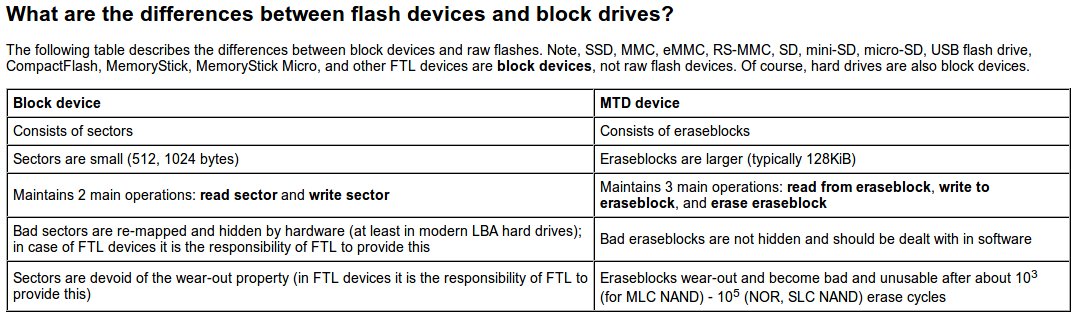 What are the differences between flash devices and block drives?
The following table describes the differences between block devices and raw flashes. Note, SSD, MMC, eMMC, RS-MMC, SD, mini-SD, micro-SD, USB flash drive,
CompactFlash, MemoryStick, MemoryStick Micro, and other FTL devices are block devices, not raw flash devices. Of course, hard drives are also block devices.
Block device
MTD device
Consists of sectors
Consists of eraseblocks
Sectors are small (512, 1024 bytes)
Eraseblocks are larger (typically 128KiB)
Maintains 2 main operations: read sector and write sector
Maintains 3 main operations: read from eraseblock, write to
eraseblock, and erase eraseblock
Bad sectors are re-mapped and hidden by hardware (at least in modern LBA hard drives);
in case of FTL devices it is the responsibility of FTL to provide this
Bad eraseblocks are not hidden and should be dealt with in software
Sectors are devoid of the wear-out property (in FTL devices it is the responsibility of FTL to
provide this)
Eraseblocks wear-out and become bad and unusable after about 10³
(for MLC NAND) - 10⁵ (NOR, SLC NAND) erase cycles